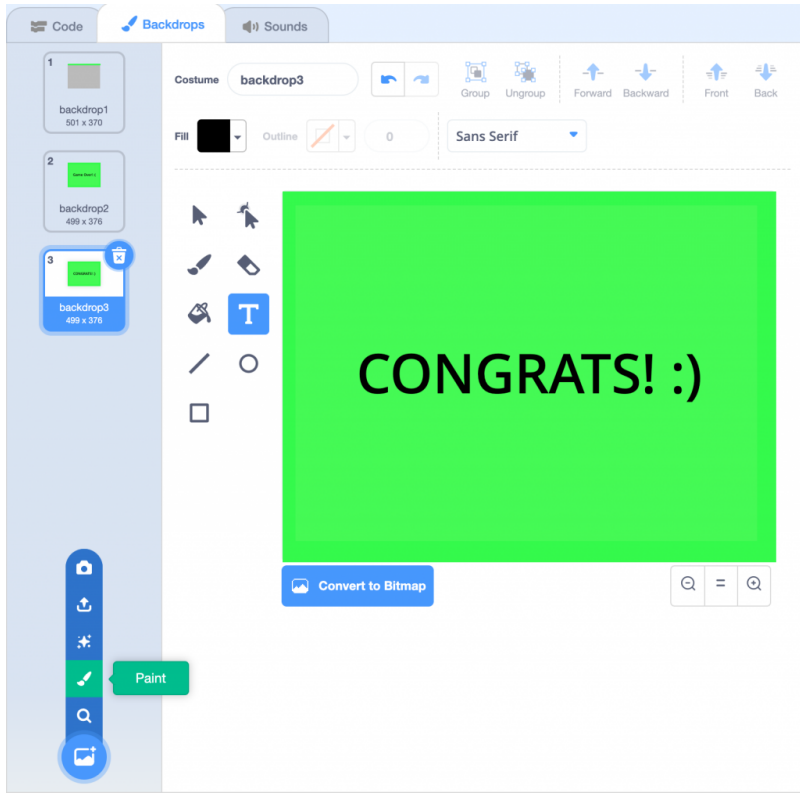 Code
Backdrops
Sounds
1
backdrop1
501 x 370
2
backdrop2
499 x 376
3
CONGRATS! :)
backdrop3
499 x 376
Costume
backdrop3
Group
Ungroup
Forward
Backward
Front
Back
Fill
Outline
0
Sans Serif
T
CONGRATS! :)
Convert to Bitmap
Paint